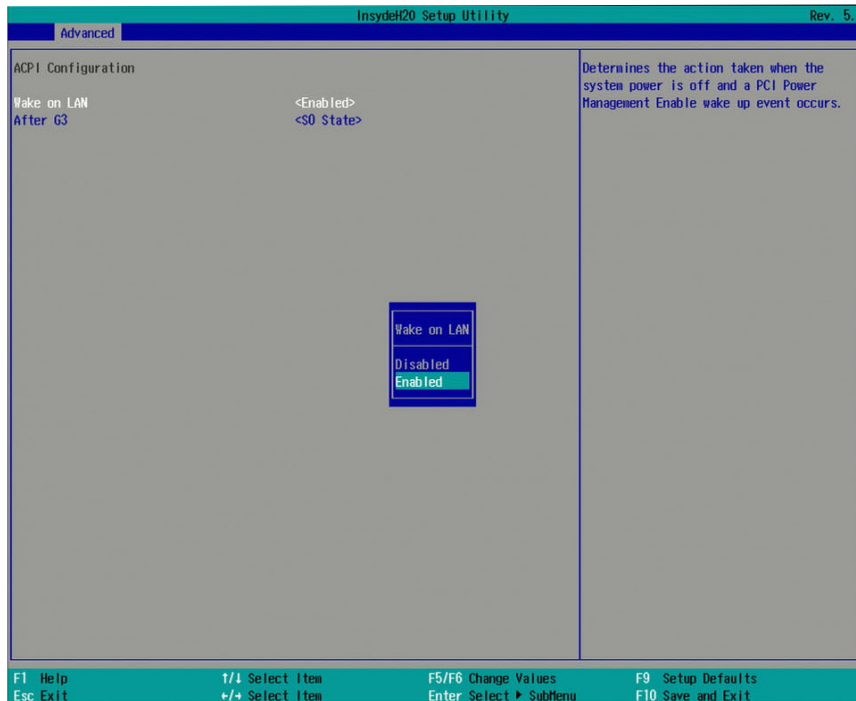 InsydeH2O Setup Utility Rev. 5.
Advanced
ACPI Configuration
Wake on LAN <Enabled>
After G3 <S0 State>
Determines the action taken when the
system power is off and a PCI Power
Management Enable wake up event occurs.
Wake on LAN
Disabled
Enabled
F1 Help ↑/↓ Select Item F5/F6 Change Values F9 Setup Defaults
Esc Exit ←/→ Select Item Enter Select ▶ SubMenu F10 Save and Exit